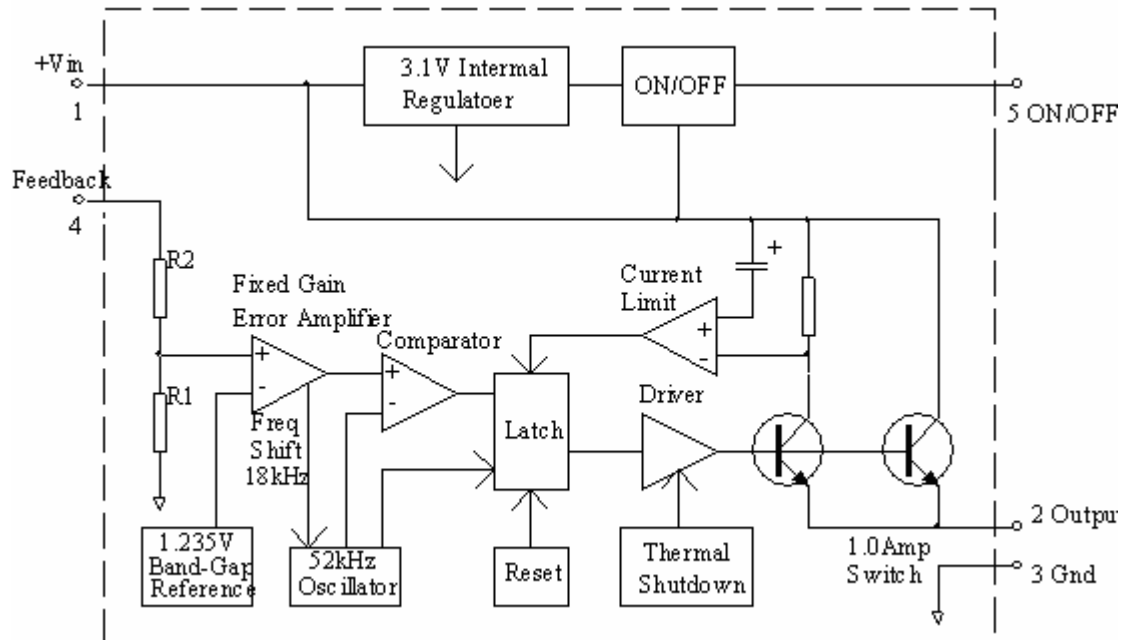 +Vin
1
3.1V Internal
Regulatoer
ON/OFF
5 ON/OFF
Feedback
4
R2
Fixed Gain
Error Amplifier
Current
Limit
+
+
-
Comparator
+
-
+
-
R1
Freq
Shift
18kHz
Latch
Driver
1.235V
Band-Gap
Reference
52kHz
Oscillator
Reset
Thermal
Shutdown
1.0Amp
Switch
2 Outpu
3 Gnd